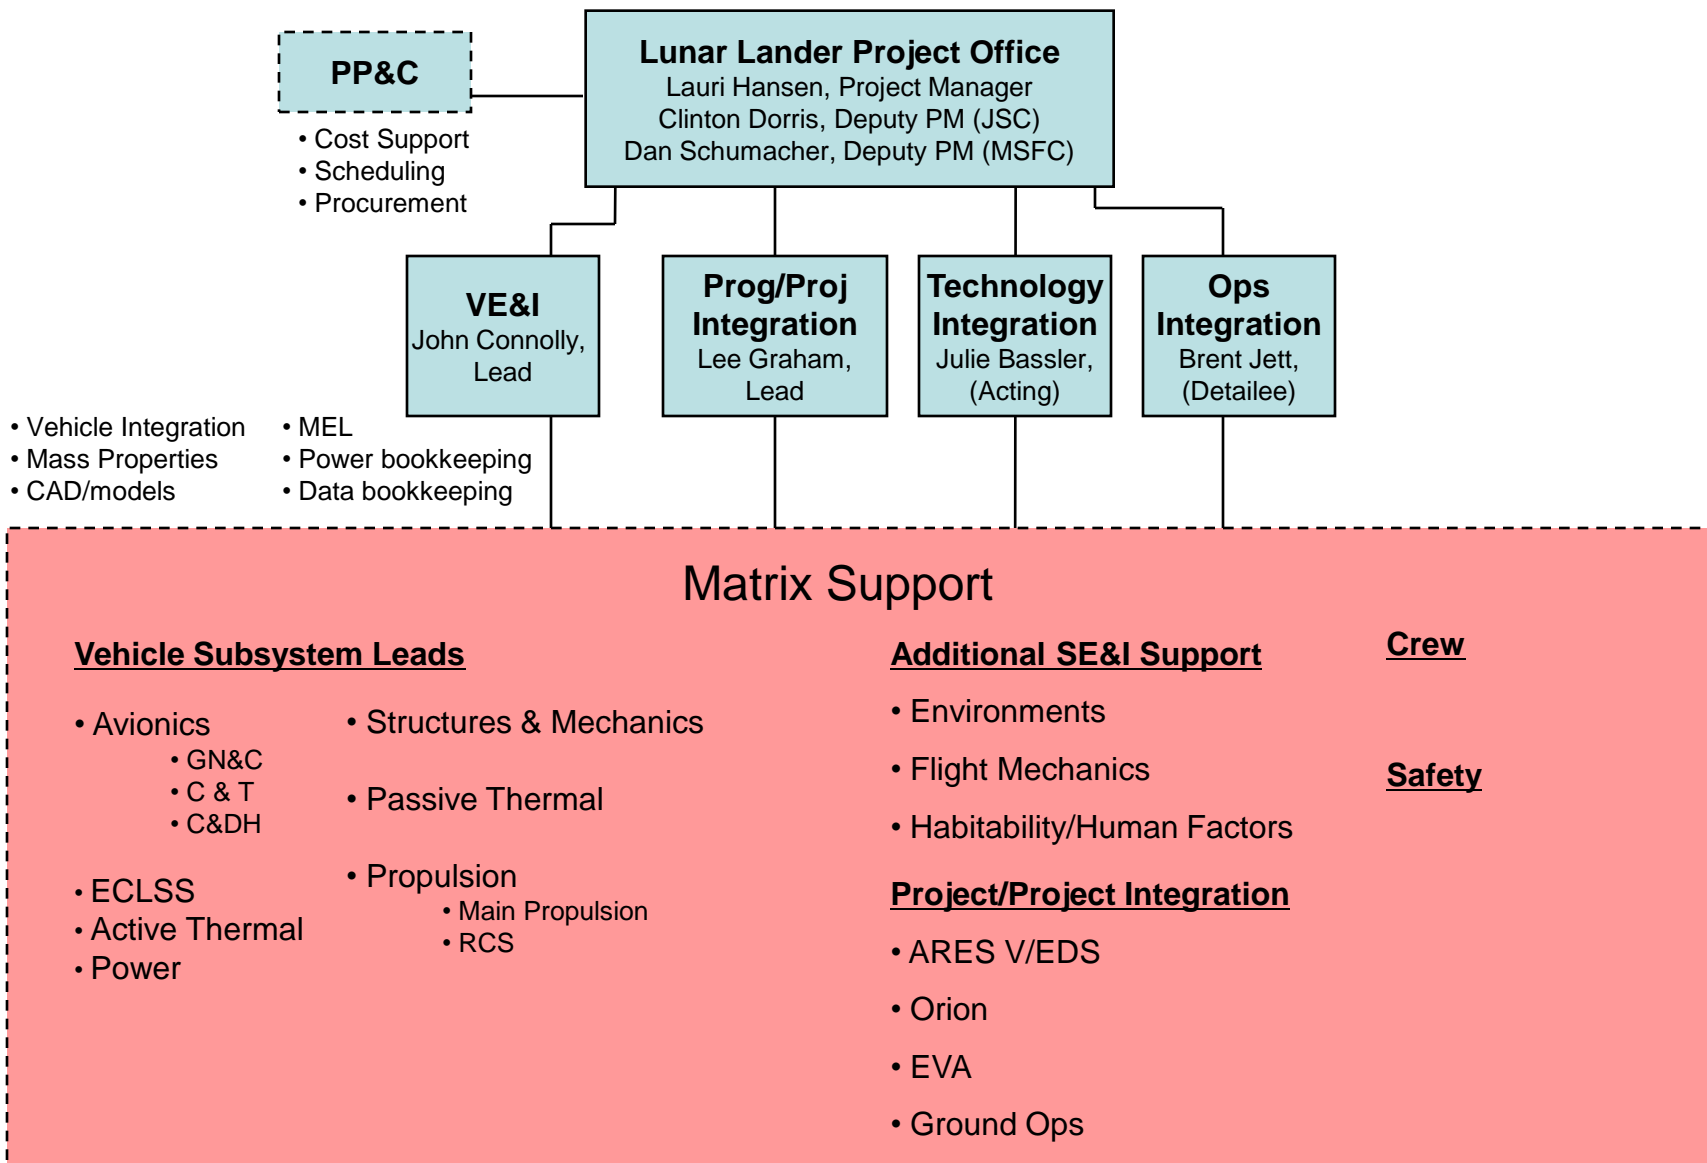 PP&C
• Cost Support
• Scheduling
• Procurement
Lunar Lander Project Office
Lauri Hansen, Project Manager
Clinton Dorris, Deputy PM (JSC)
Dan Schumacher, Deputy PM (MSFC)
VE&I
John Connolly,
Lead
Prog/Proj
Integration
Lee Graham,
Lead
Technology
Integration
Julie Bassler,
(Acting)
Ops
Integration
Brent Jett,
(Detailee)
• Vehicle Integration
• Mass Properties
• CAD/models
• MEL
• Power bookkeeping
• Data bookkeeping
Matrix Support
Vehicle Subsystem Leads
• Avionics
• GN&C
• C & T
• C&DH
• ECLSS
• Active Thermal
• Power
• Structures & Mechanics
• Passive Thermal
• Propulsion
• Main Propulsion
• RCS
Additional SE&I Support
• Environments
• Flight Mechanics
• Habitability/Human Factors
Project/Project Integration
• ARES V/EDS
• Orion
• EVA
• Ground Ops
Crew
Safety